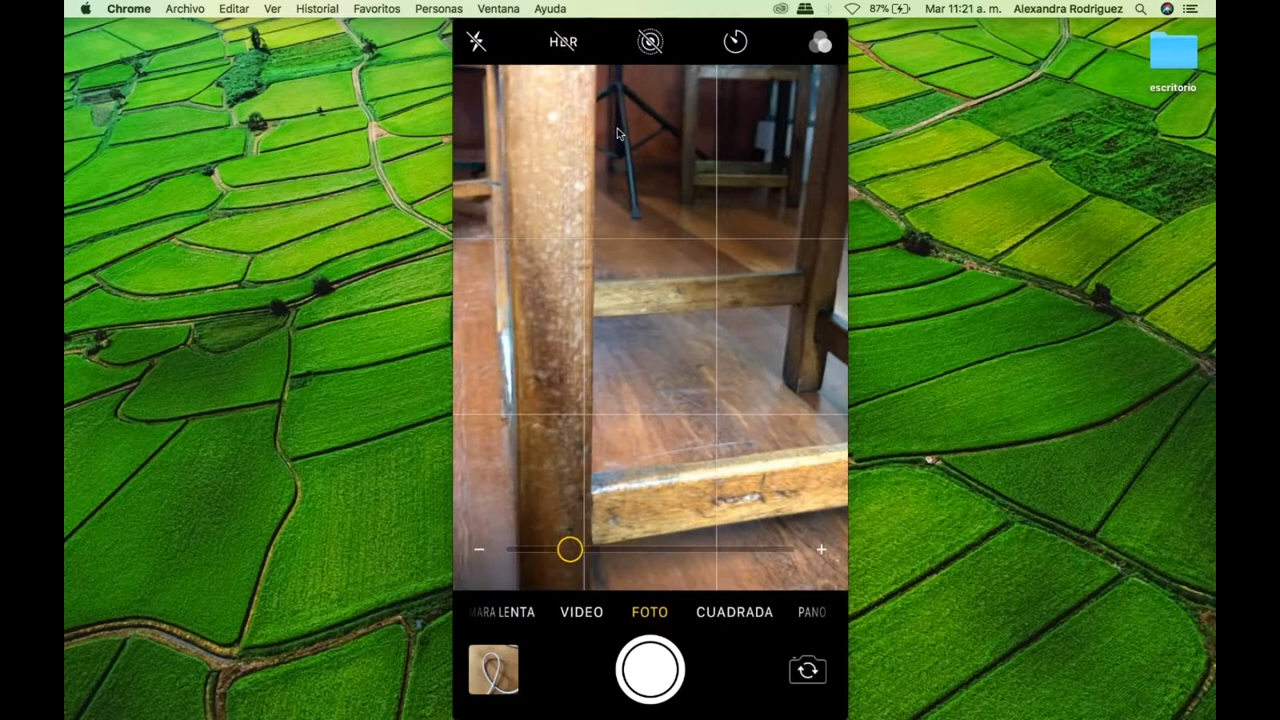 Chrome Archivo Editar Ver Historial Favoritos Personas Ventana Ayuda 87% Mar 11:21 a. m. Alexandra Rodriguez
HDR
escritorio
MARA LENTA VIDEO FOTO CUADRADA PANO